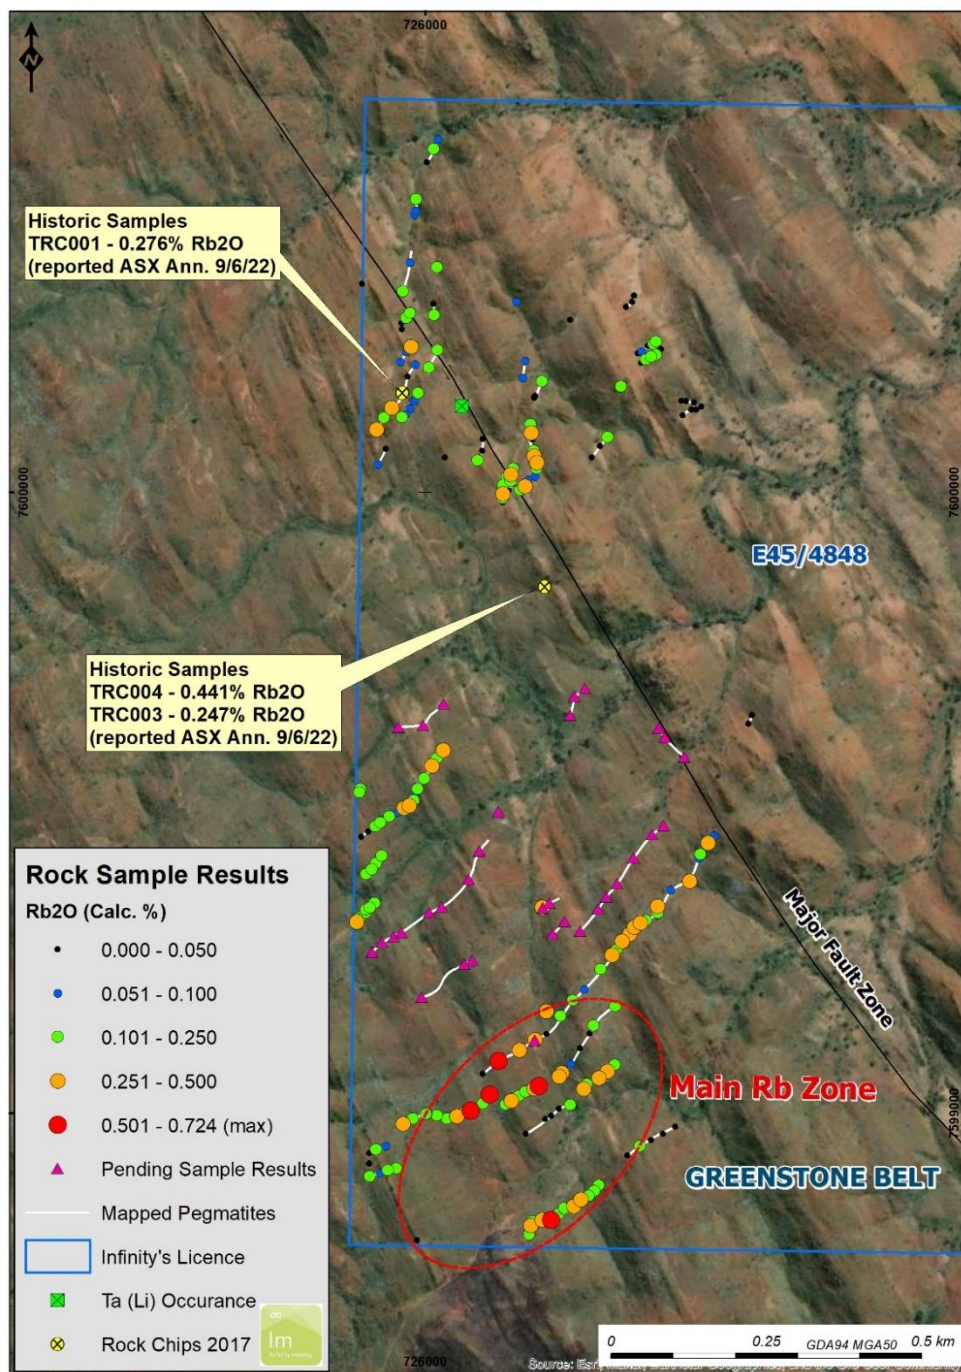 726000
N
Historic Samples
TRC001 - 0.276% Rb2O
(reported ASX Ann. 9/6/22)
7600000
7600000
E45/4848
Historic Samples
TRC004 - 0.441% Rb2O
TRC003 - 0.247% Rb2O
(reported ASX Ann. 9/6/22)
Major Fault Zone
Main Rb Zone
7599000
GREENSTONE BELT
Rock Sample Results
Rb2O (Calc. %)
0.000 - 0.050
0.051 - 0.100
0.101 - 0.250
0.251 - 0.500
0.501 - 0.724 (max)
Pending Sample Results
Mapped Pegmatites
Infinity's Licence
Ta (Li) Occurance
Rock Chips 2017
Im
0 0.25 0.5 km
GDA94 MGA50
726000
Source: Esri,